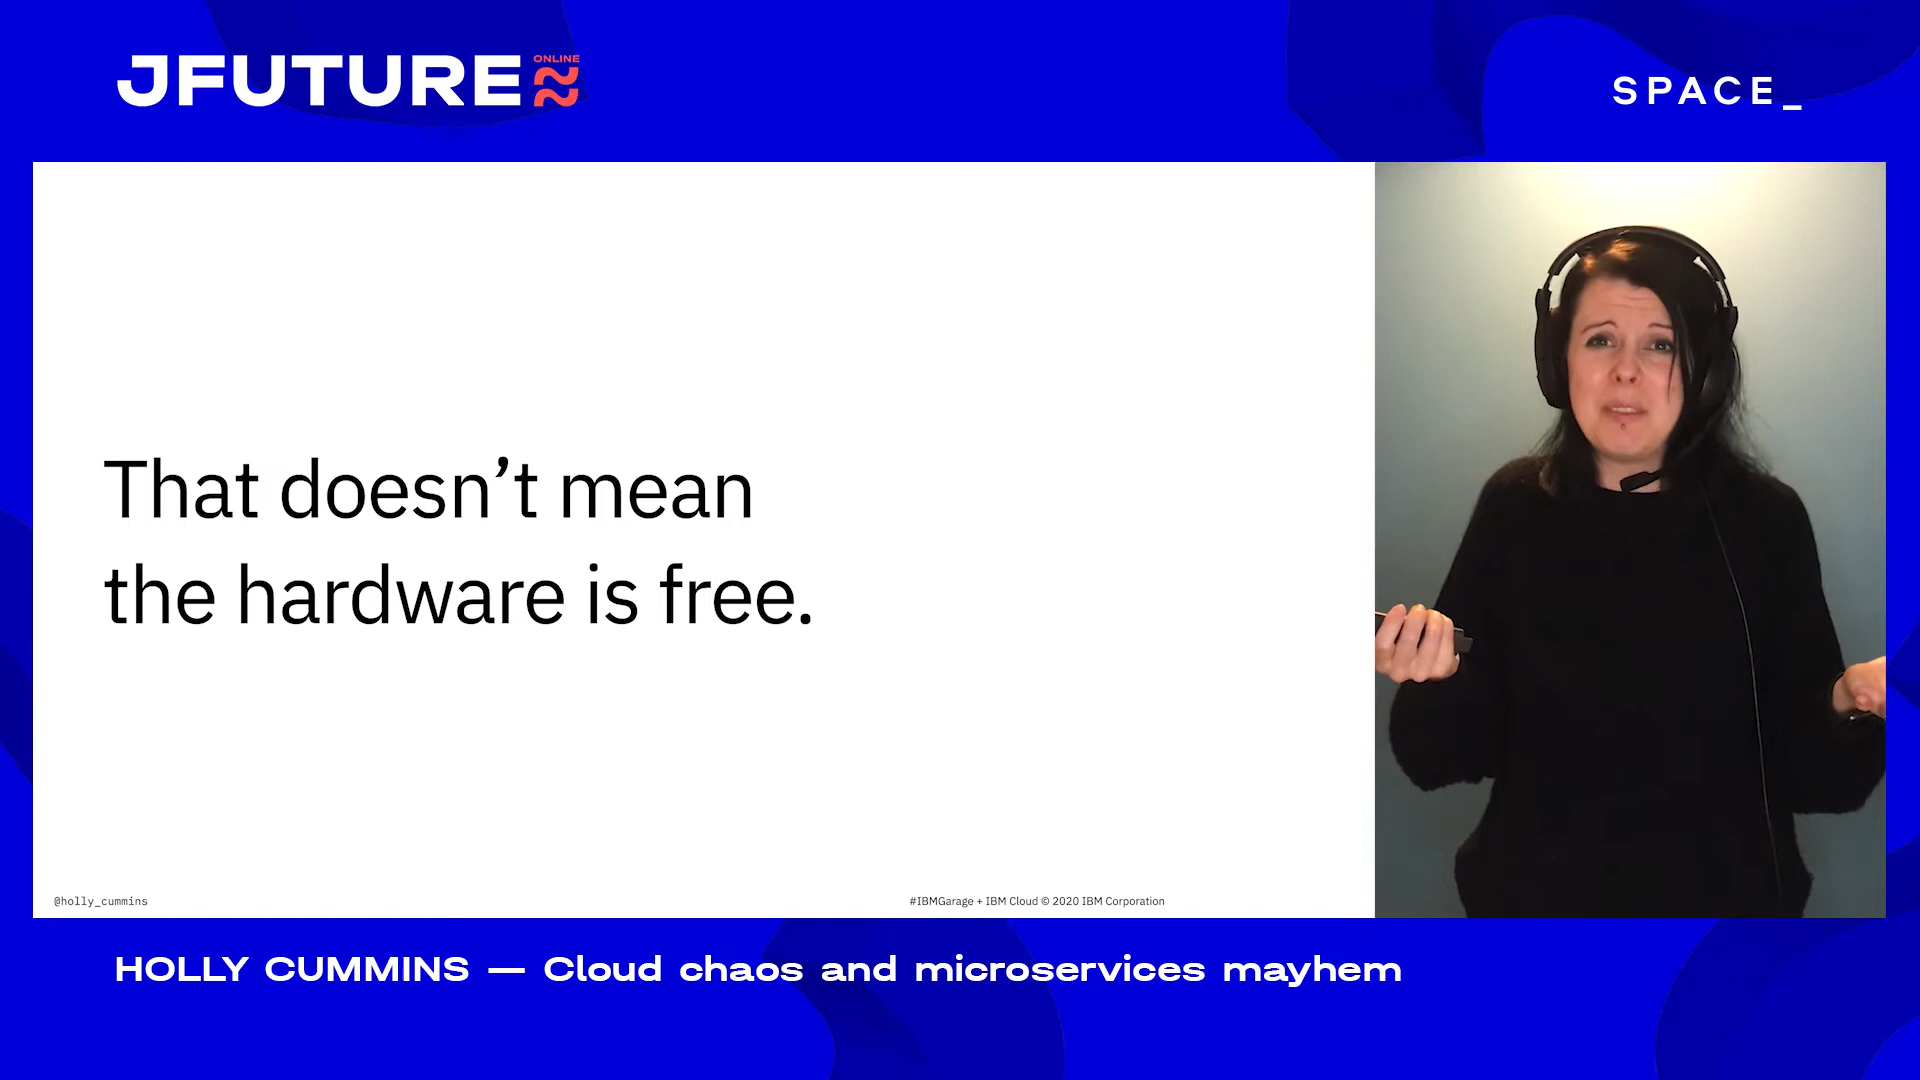 JFUTURE ONLINE
SPACE_
That doesn’t mean
the hardware is free.
@holly_cummins
#IBMGarage + IBM Cloud © 2020 IBM Corporation
HOLLY CUMMINS — Cloud chaos and microservices mayhem